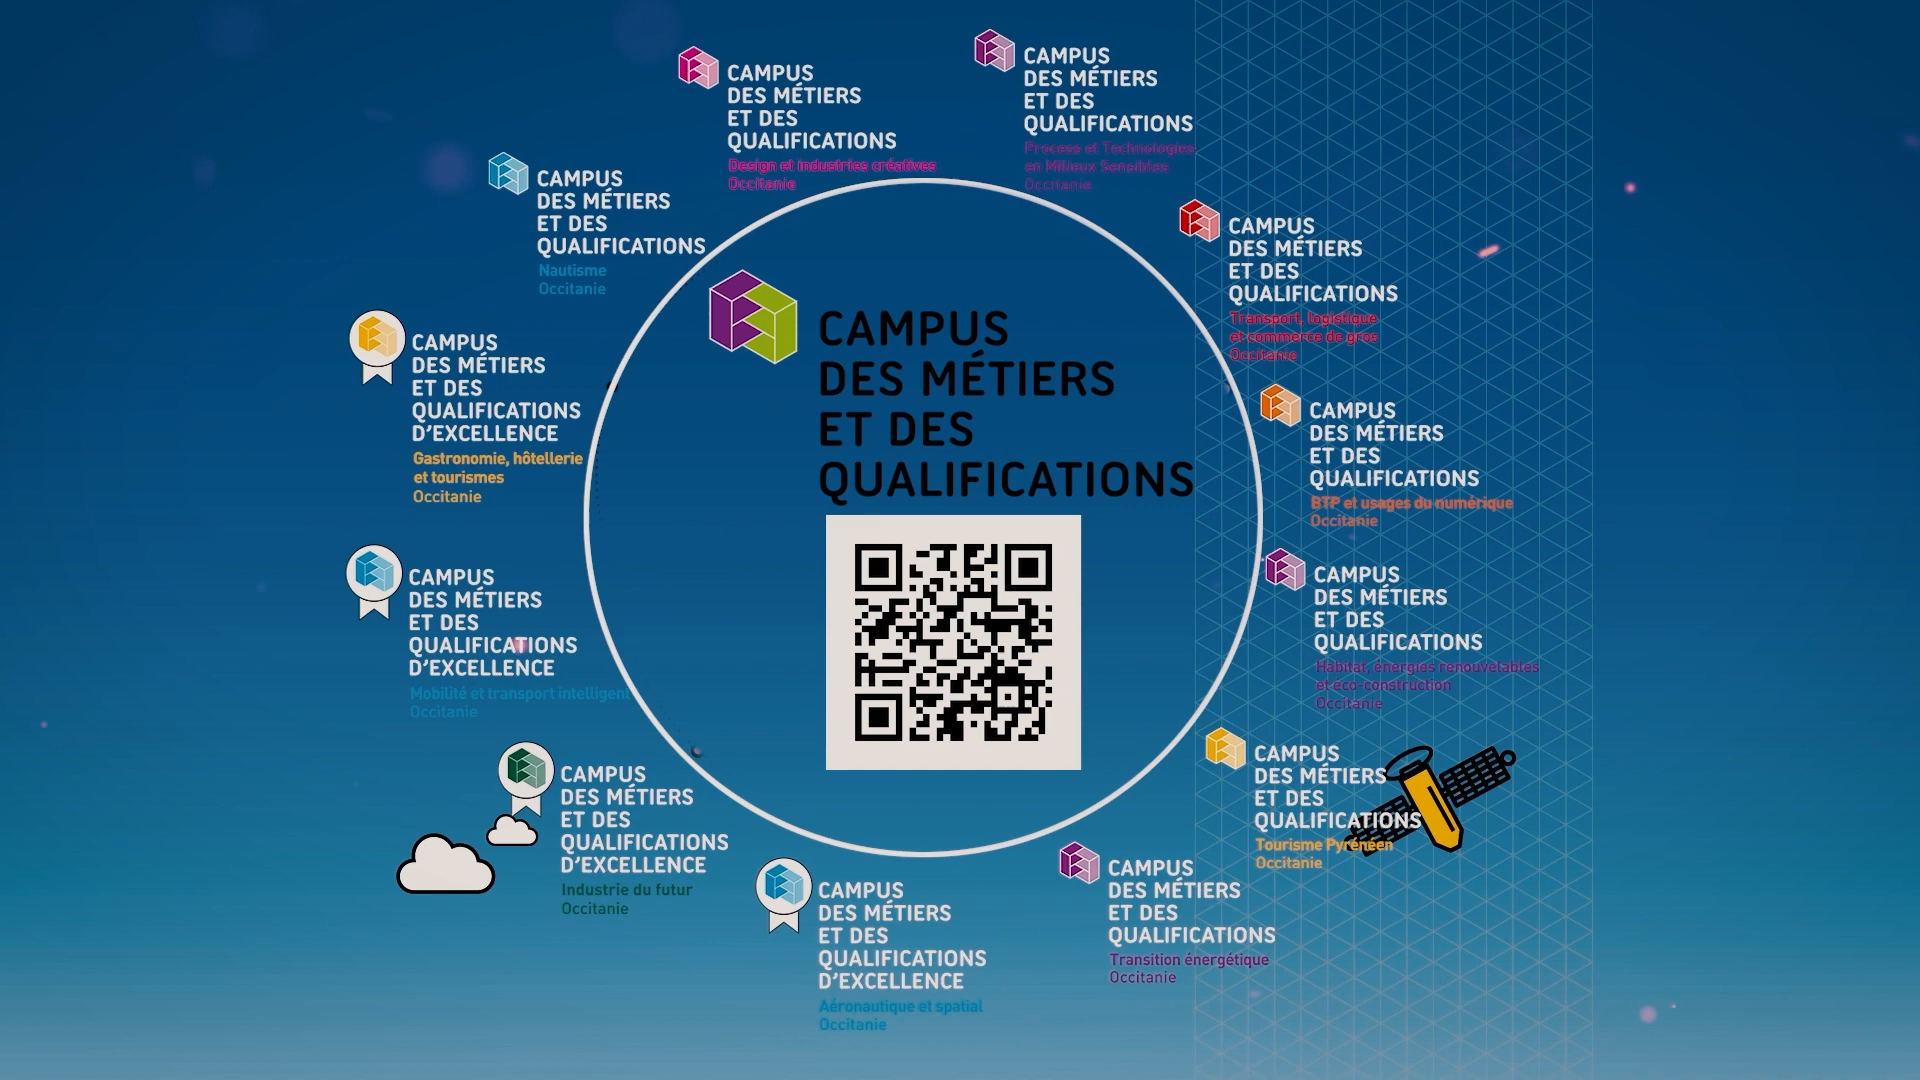 CAMPUS
DES MÉTIERS
ET DES
QUALIFICATIONS
Design et industries créatives
Occitanie
CAMPUS
DES MÉTIERS
ET DES
QUALIFICATIONS
Process et Technologies
en Milieux Sensibles
Occitanie
CAMPUS
DES MÉTIERS
ET DES
QUALIFICATIONS
Nautisme
Occitanie
CAMPUS
DES MÉTIERS
ET DES
QUALIFICATIONS
Transport, logistique
et commerce de gros
Occitanie
CAMPUS
DES MÉTIERS
ET DES
QUALIFICATIONS
D'EXCELLENCE
Gastronomie, hôtellerie
et tourismes
Occitanie
CAMPUS
DES MÉTIERS
ET DES
QUALIFICATIONS
CAMPUS
DES MÉTIERS
ET DES
QUALIFICATIONS
BTP et usages du numérique
Occitanie
CAMPUS
DES MÉTIERS
ET DES
QUALIFICATIONS
D'EXCELLENCE
Mobilité et transport intelligent
Occitanie
CAMPUS
DES MÉTIERS
ET DES
QUALIFICATIONS
Habitat, énergies renouvelables
et éco-construction
Occitanie
CAMPUS
DES MÉTIERS
ET DES
QUALIFICATIONS
D'EXCELLENCE
Industrie du futur
Occitanie
CAMPUS
DES MÉTIERS
ET DES
QUALIFICATIONS
Tourisme Pyrénéen
Occitanie
CAMPUS
DES MÉTIERS
ET DES
QUALIFICATIONS
D'EXCELLENCE
Aéronautique et spatial
Occitanie
CAMPUS
DES MÉTIERS
ET DES
QUALIFICATIONS
Transition énergétique
Occitanie